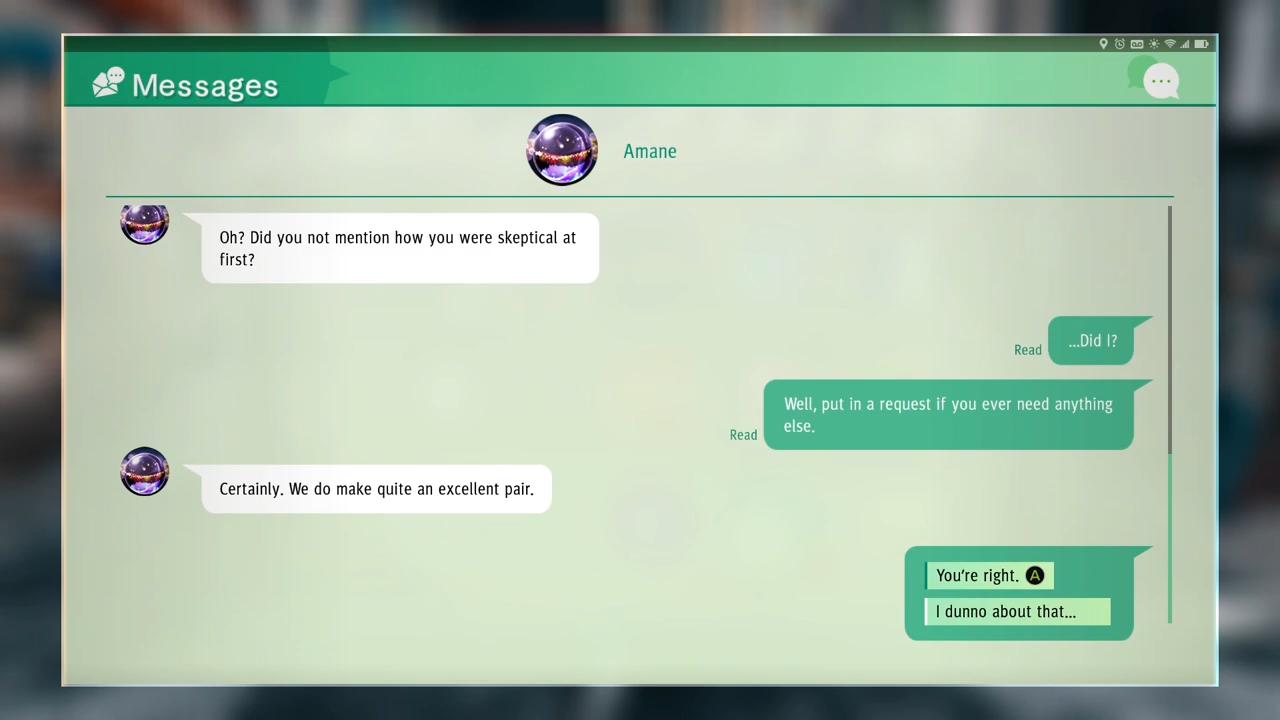 Messages
Amane
Oh? Did you not mention how you were skeptical at
first?
...Did I?
Read
Well, put in a request if you ever need anything
else.
Read
Certainly. We do make quite an excellent pair.
You're right. A
I dunno about that...